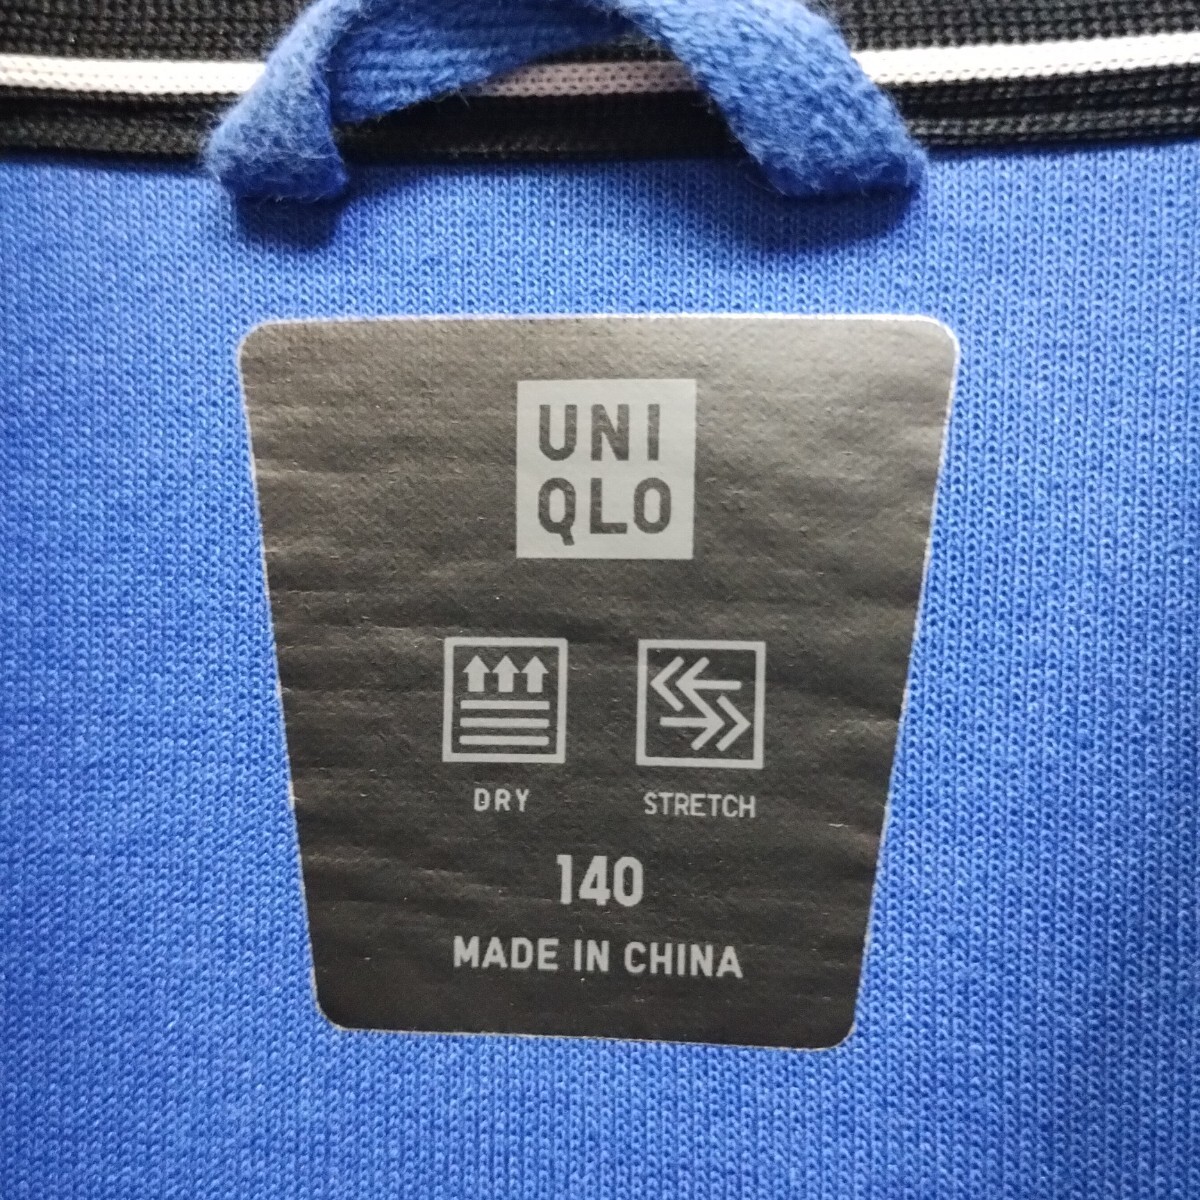 UNI
QLO
DRY STRETCH
140
MADE IN CHINA